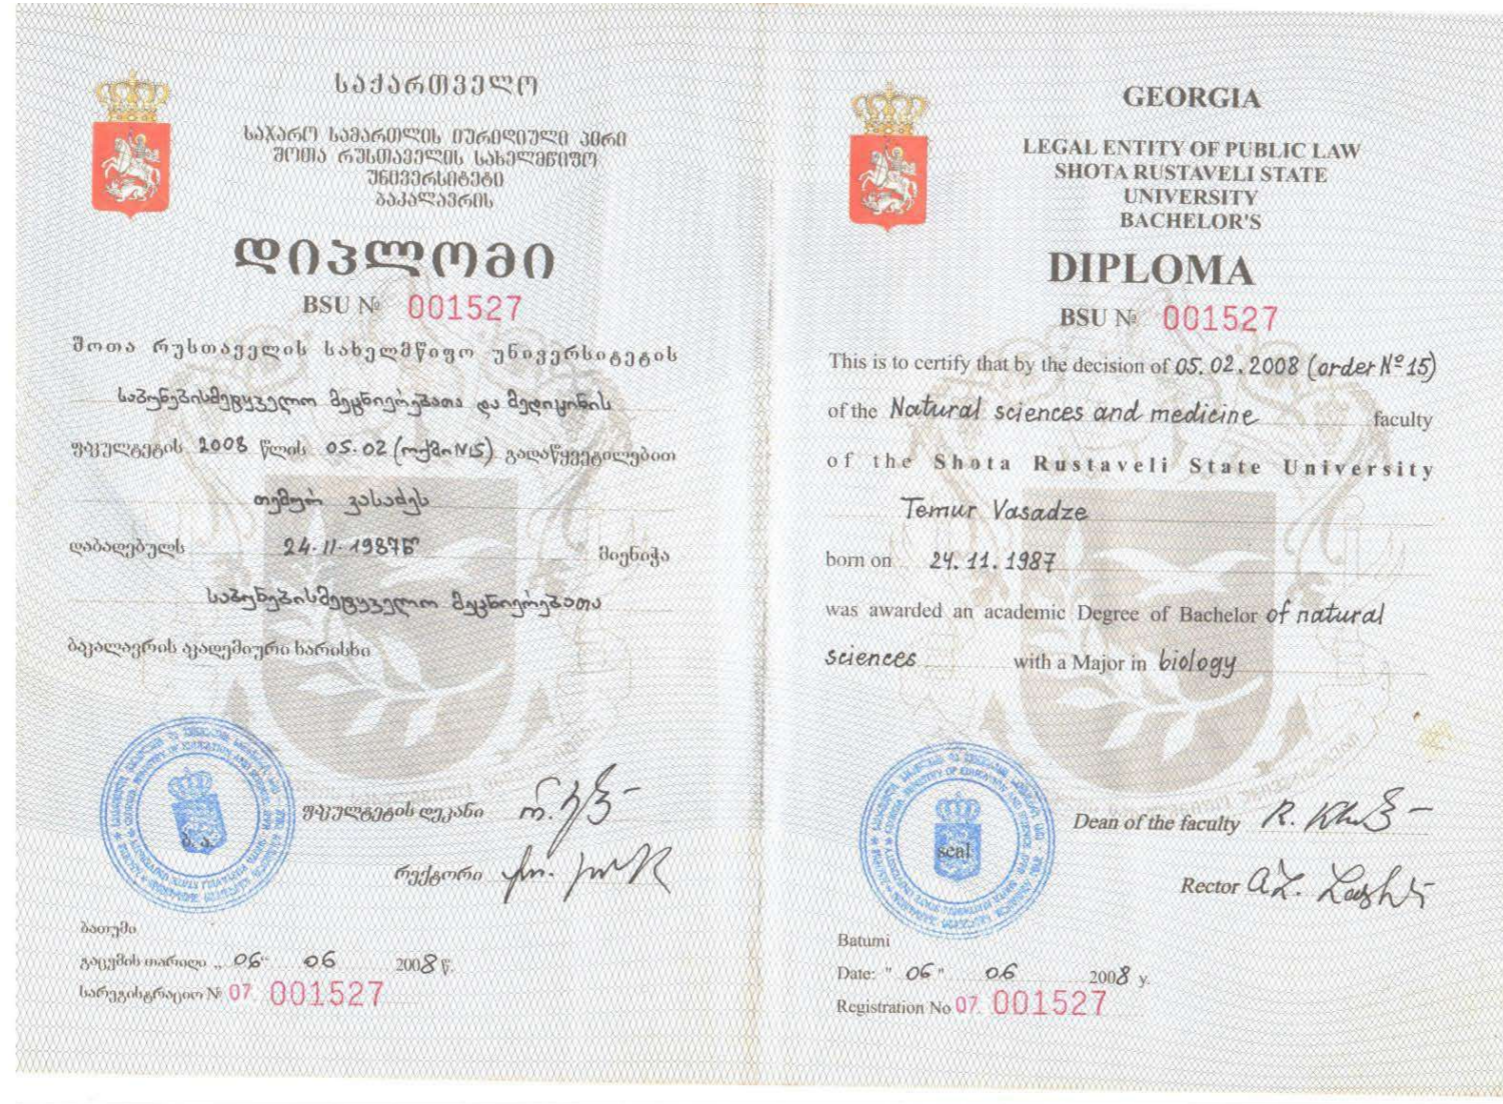 საქართველო
საჯარო სამართლის იურიდიული პირი
შოთა რუსთაველის სახელმწიფო
უნივერსიტეტი
ბაკალავრის
დიპლომი
BSU № 001527
შოთა რუსთაველის სახელმწიფო უნივერსიტეტის
საბუნებისმეტყველო მეცნიერებათა და მედიცინის
ფაკულტეტის 2008 წლის 05.02 (ოქმი N15) გადაწყვეტილებით
თემურ ვასაძეს
დაბადებულს 24.11.1987წ მიენიჭა
საბუნებისმეტყველო მეცნიერებათა
ბაკალავრის აკადემიური ხარისხი
ფაკულტეტის დეკანი
რექტორი
ბ. ა.
ბათუმი
გაცემის თარიღი „ 06“ 06 2008 წ.
სარეგისტრაციო № 07. 001527
GEORGIA
LEGAL ENTITY OF PUBLIC LAW
SHOTA RUSTAVELI STATE
UNIVERSITY
BACHELOR'S
DIPLOMA
BSU № 001527
This is to certify that by the decision of 05.02.2008 (order Nº 15)
of the Natural sciences and medicine faculty
of the Shota Rustaveli State University
Temur Vasadze
born on 24.11.1987
was awarded an academic Degree of Bachelor of natural
sciences with a Major in biology
Dean of the faculty
seal
Rector
Batumi
Date: " 06 " 06 2008 y.
Registration No 07. 001527